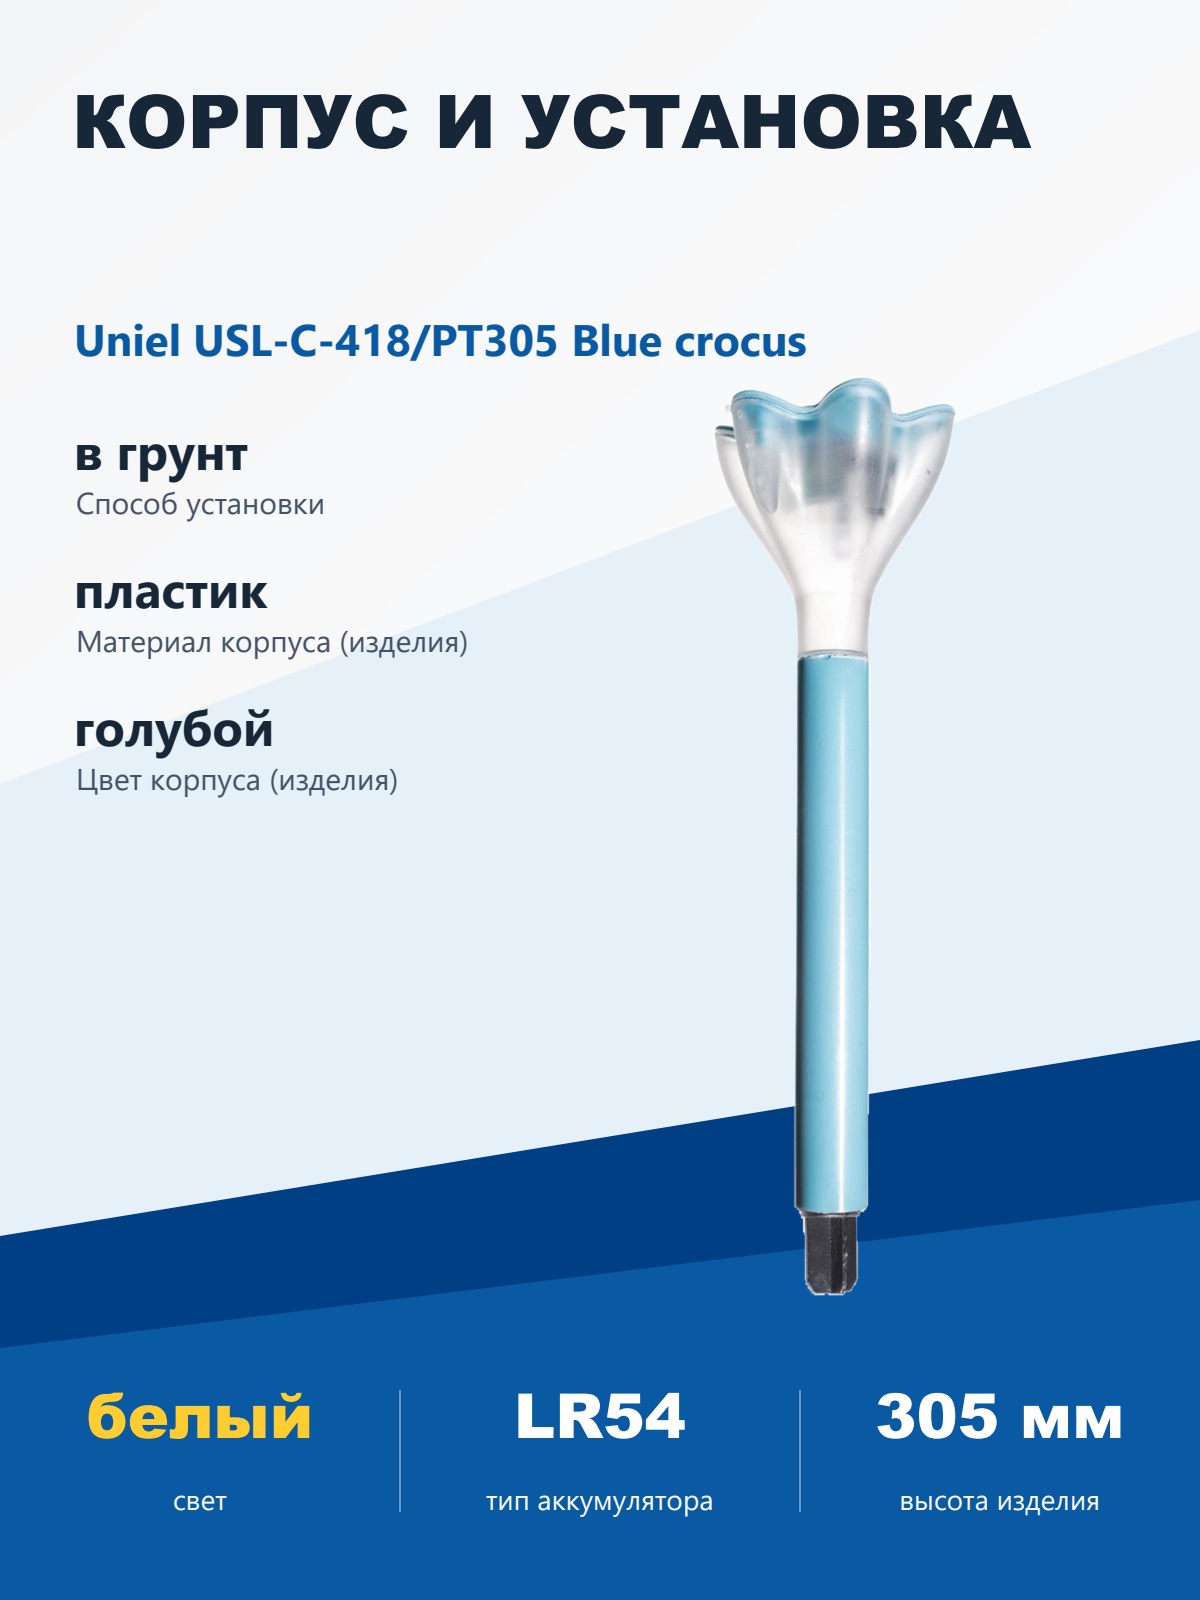 КОРПУС И УСТАНОВКА
Uniel USL-C-418/PT305 Blue crocus
в грунт
Способ установки
пластик
Материал корпуса (изделия)
голубой
Цвет корпуса (изделия)
белый
свет
LR54
тип аккумулятора
305 мм
высота изделия